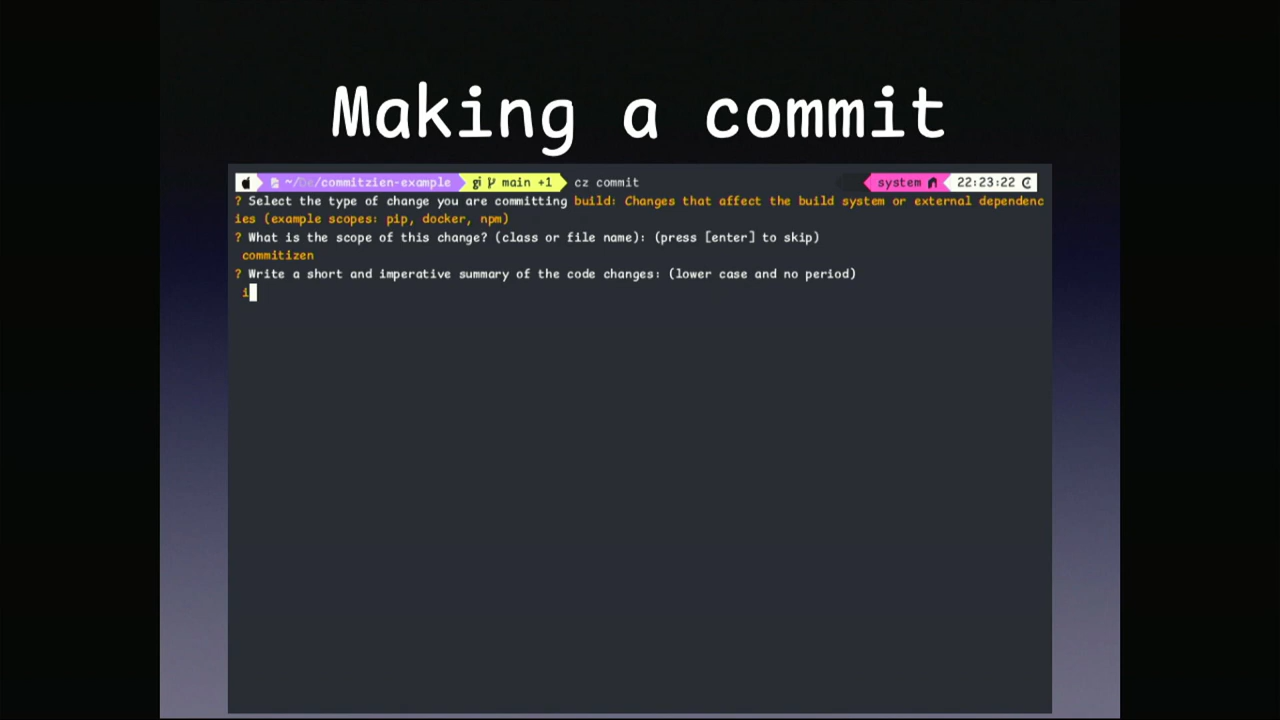 Making a commit
~/De/commitzien-example gi main +1 cz commit system 22:23:22
? Select the type of change you are committing build: Changes that affect the build system or external dependenc
ies (example scopes: pip, docker, npm)
? What is the scope of this change? (class or file name): (press [enter] to skip)
commitizen
? Write a short and imperative summary of the code changes: (lower case and no period)
i